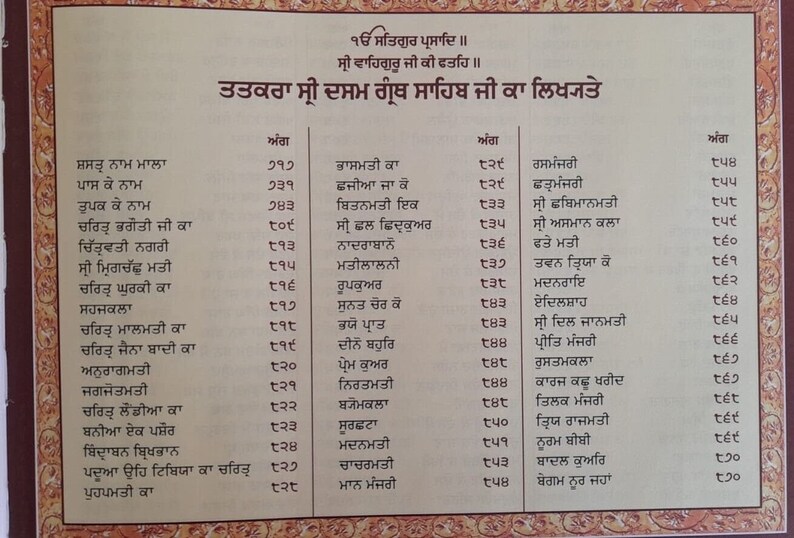 ੴ ਸਤਿਗੁਰ ਪ੍ਰਸਾਦਿ॥
ਸ੍ਰੀ ਵਾਹਿਗੁਰੂ ਜੀ ਕੀ ਫਤਹਿ॥
ਤਤਕਰਾ ਸ੍ਰੀ ਦਸਮ ਗ੍ਰੰਥ ਸਾਹਿਬ ਜੀ ਕਾ ਲਿਖ੍ਯਤੇ
ਅੰਗ
ਸ਼ਸਤ੍ਰ ਨਾਮ ਮਾਲਾ ੭੧੭
ਪਾਸ ਕੇ ਨਾਮ ੭੩੧
ਤੁਪਕ ਕੇ ਨਾਮ ੭੪੩
ਚਰਿਤ੍ਰ ਭਗੌਤੀ ਜੀ ਕਾ ੮੦੯
ਚਿੱਤ੍ਰਵਤੀ ਨਗਰੀ ੮੧੩
ਸ੍ਰੀ ਮ੍ਰਿਗਚੱਛੁ ਮਤੀ ੮੧੫
ਚਰਿਤ੍ਰ ਘੁਰਕੀ ਕਾ ੮੧੬
ਸਹਜਕਲਾ ੮੧੭
ਚਰਿਤ੍ਰ ਮਾਲਮਤੀ ਕਾ ੮੧੮
ਚਰਿਤ੍ਰ ਜੈਨਾ ਬਾਦੀ ਕਾ ੮੧੯
ਅਨੁਰਾਗਮਤੀ ੮੨੦
ਜਗਜੋਤਮਤੀ ੮੨੧
ਚਰਿਤ੍ਰ ਲੌਂਡੀਆ ਕਾ ੮੨੨
ਬਨੀਆ ਏਕ ਪਸ਼ੌਰ ੮੨੩
ਬਿੰਦ੍ਰਾਬਨ ਬ੍ਰਿਖਭਾਨ ੮੨੪
ਪਦੂਆ ਉਹਿ ਟਿਬਿਯਾ ਕਾ ਚਰਿਤ੍ਰ ੮੨੭
ਪੁਹਪਮਤੀ ਕਾ ੮੨੮
ਅੰਗ
ਭਾਸਮਤੀ ਕਾ ੮੨੯
ਛਜੀਆ ਜਾ ਕੋ ੮੨੯
ਬਿਤਨਮਤੀ ਇਕ ੮੩੩
ਸ੍ਰੀ ਛਲ ਛਿਦ੍ਰਕੁਅਰ ੮੩੫
ਨਾਦਰਾਬਾਨੋ ੮੩੬
ਮਤੀਲਾਲਨੀ ੮੩੭
ਰੂਪਕੁਅਰ ੮੩੮
ਸੁਨਤ ਚੋਰ ਕੋ ੮੪੩
ਭਯੋ ਪ੍ਰਾਤ ੮੪੩
ਦੀਨੋ ਬਹੁਰਿ ੮੪੪
ਪ੍ਰੇਮ ਕੁਅਰ ੮੪੮
ਨਿਰਤਮਤੀ ੮੪੪
ਬਜੋਮਕਲਾ ੮੪੮
ਸੂਰਛਟਾ ੮੫੦
ਮਦਨਮਤੀ ੮੫੧
ਚਾਚਰਮਤੀ ੮੫੩
ਮਾਨ ਮੰਜਰੀ ੮੫੪
ਅੰਗ
ਰਸਮੰਜਰੀ ੮੫੪
ਛਤ੍ਰਮੰਜਰੀ ੮੫੫
ਸ੍ਰੀ ਛਬਿਮਾਨਮਤੀ ੮੫੮
ਸ੍ਰੀ ਅਸਮਾਨ ਕਲਾ ੮੫੯
ਫਤੇ ਮਤੀ ੮੬੦
ਤਵਨ ਤ੍ਰਿਯਾ ਕੋ ੮੬੧
ਮਦਨਰਾਇ ੮੬੨
ਏਦਿਲਸ਼ਾਹ ੮੬੪
ਸ੍ਰੀ ਦਿਲ ਜਾਨਮਤੀ ੮੬੫
ਪ੍ਰੀਤਿ ਮੰਜਰੀ ੮੬੬
ਰੁਸਤਮਕਲਾ ੮੬੭
ਕਾਰਜ ਕਛੂ ਖਰੀਦ ੮੬੭
ਤਿਲਕ ਮੰਜਰੀ ੮੬੮
ਤ੍ਰਿਯ ਰਾਜਮਤੀ ੮੬੯
ਨੂਰਮ ਬੀਬੀ ੮੬੯
ਬਾਦਲ ਕੁਅਰਿ ੮੭੦
ਬੇਗਮ ਨੂਰ ਜਹਾਂ ੮੭੦